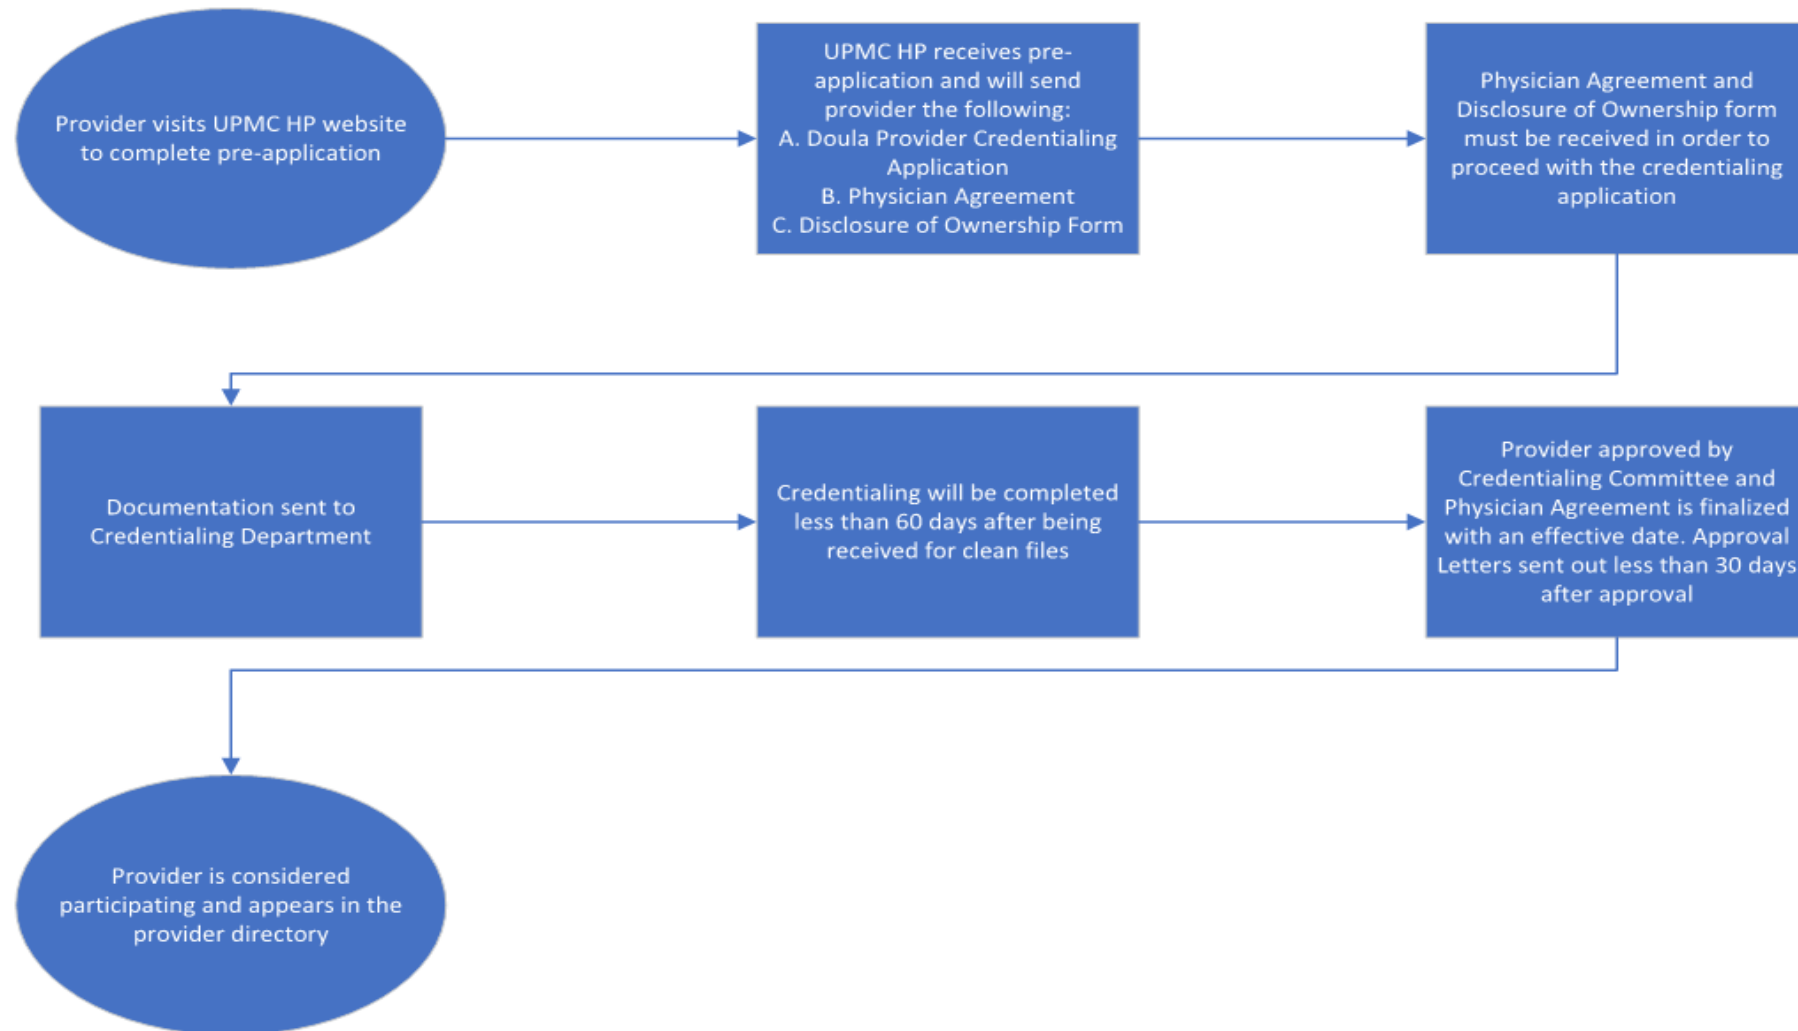 Provider visits UPMC HP website
to complete pre-application
UPMC HP receives pre-
application and will send
provider the following:
A. Doula Provider Credentialing
Application
B. Physician Agreement
C. Disclosure of Ownership Form
Physician Agreement and
Disclosure of Ownership form
must be received in order to
proceed with the credentialing
application
Documentation sent to
Credentialing Department
Credentialing will be completed
less than 60 days after being
received for clean files
Provider approved by
Credentialing Committee and
Physician Agreement is finalized
with an effective date. Approval
Letters sent out less than 30 days
after approval
Provider is considered
participating and appears in the
provider directory